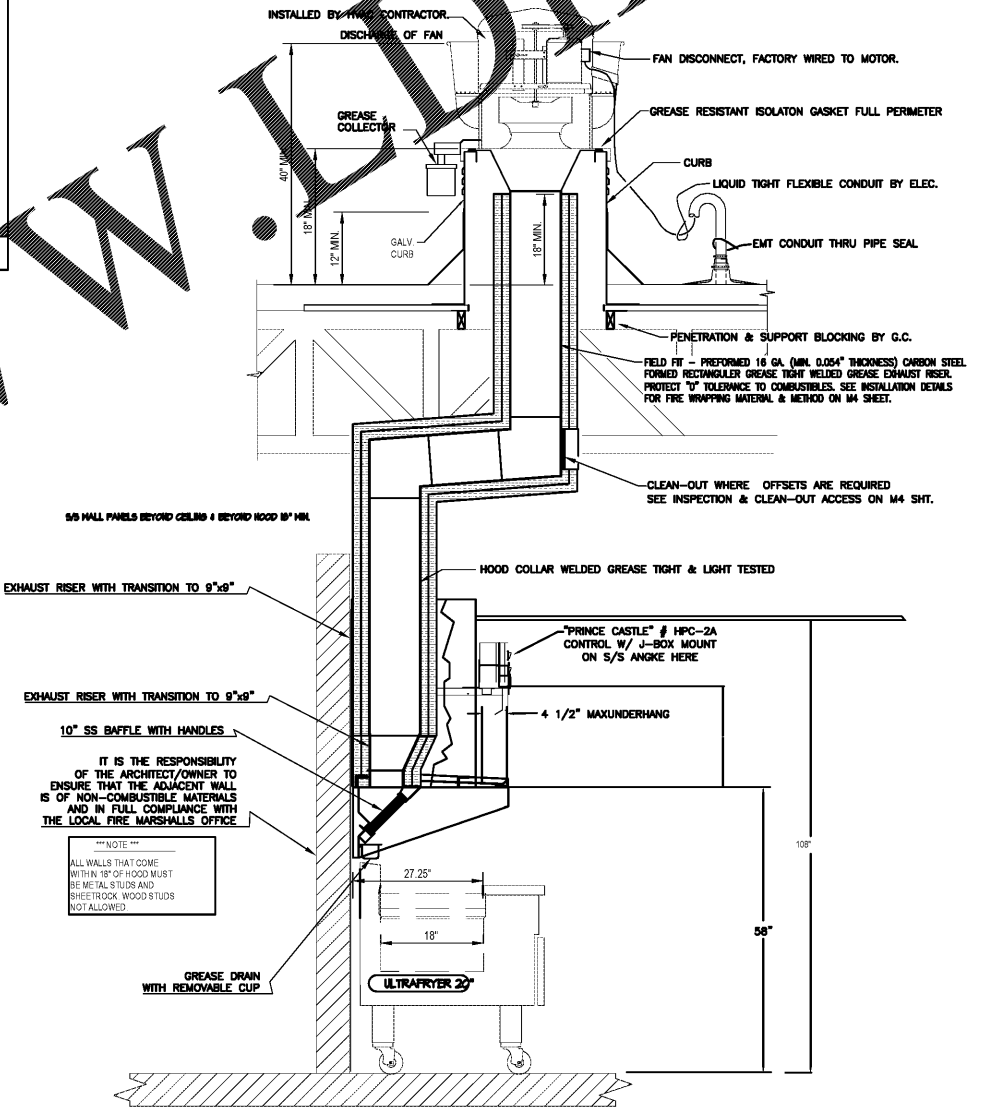 INSTALLED BY HVAC CONTRACTOR.
DISCHARGE OF FAN
FAN DISCONNECT, FACTORY WIRED TO MOTOR.
GREASE
COLLECTOR
GREASE RESISTANT ISOLATON GASKET FULL PERIMETER
CURB
LIQUID TIGHT FLEXIBLE CONDUIT BY ELEC.
EMT CONDUIT THRU PIPE SEAL
40" MIN.
18" MIN.
12" MIN.
GALV.
CURB
18" MIN.
PENETRATION & SUPPORT BLOCKING BY G.C.
FIELD FIT - PREFORMED 16 GA. (MIN. 0.054" THICKNESS) CARBON STEEL
FORMED RECTANGULER GREASE TIGHT WELDED GREASE EXHAUST RISER.
PROTECT "0" TOLERANCE TO COMBUSTIBLES. SEE INSTALLATION DETAILS
FOR FIRE WRAPPING MATERIAL & METHOD ON M4 SHEET.
CLEAN-OUT WHERE OFFSETS ARE REQUIRED
SEE INSPECTION & CLEAN-OUT ACCESS ON M4 SHT.
S/S WALL PANELS BEYOND CEILING & BEYOND HOOD 18" MIN.
HOOD COLLAR WELDED GREASE TIGHT & LIGHT TESTED
EXHAUST RISER WITH TRANSITION TO 9"x9"
"PRINCE CASTLE" # HPC-2A
CONTROL W/ J-BOX MOUNT
ON S/S ANGKE HERE
EXHAUST RISER WITH TRANSITION TO 9"x9"
4 1/2" MAXUNDERHANG
10" SS BAFFLE WITH HANDLES
IT IS THE RESPONSIBILITY
OF THE ARCHITECT/OWNER TO
ENSURE THAT THE ADJACENT WALL
IS OF NON-COMBUSTIBLE MATERIALS
AND IN FULL COMPLIANCE WITH
THE LOCAL FIRE MARSHALLS OFFICE
*** NOTE ***
ALL WALLS THAT COME
WITHIN 18" OF HOOD MUST
BE METAL STUDS AND
SHEETROCK. WOOD STUDS
NOT ALLOWED.
108"
27.25"
18"
58"
ULTRAFRYER 20"
GREASE DRAIN
WITH REMOVABLE CUP
W.LD